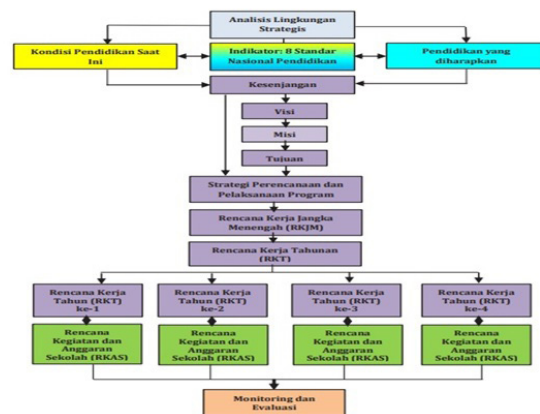 Analisis Lingkungan
Strategis
Kondisi Pendidikan Saat
Ini
Indikator: 8 Standar
Nasional Pendidikan
Pendidikan yang
diharapkan
Kesenjangan
Visi
Misi
Tujuan
Strategi Perencanaan dan
Pelaksanaan Program
Rencana Kerja Jangka
Menengah (RKJM)
Rencana Kerja Tahunan
(RKT)
Rencana Kerja
Tahun (RKT)
ke-1
Rencana Kerja
Tahun (RKT)
ke-2
Rencana Kerja
Tahun (RKT)
ke-3
Rencana Kerja
Tahun (RKT)
ke-4
Rencana
Kegiatan dan
Anggaran
Sekolah (RKAS)
Rencana
Kegiatan dan
Anggaran
Sekolah (RKAS)
Rencana
Kegiatan dan
Anggaran
Sekolah (RKAS)
Rencana
Kegiatan dan
Anggaran
Sekolah (RKAS)
Monitoring dan
Evaluasi